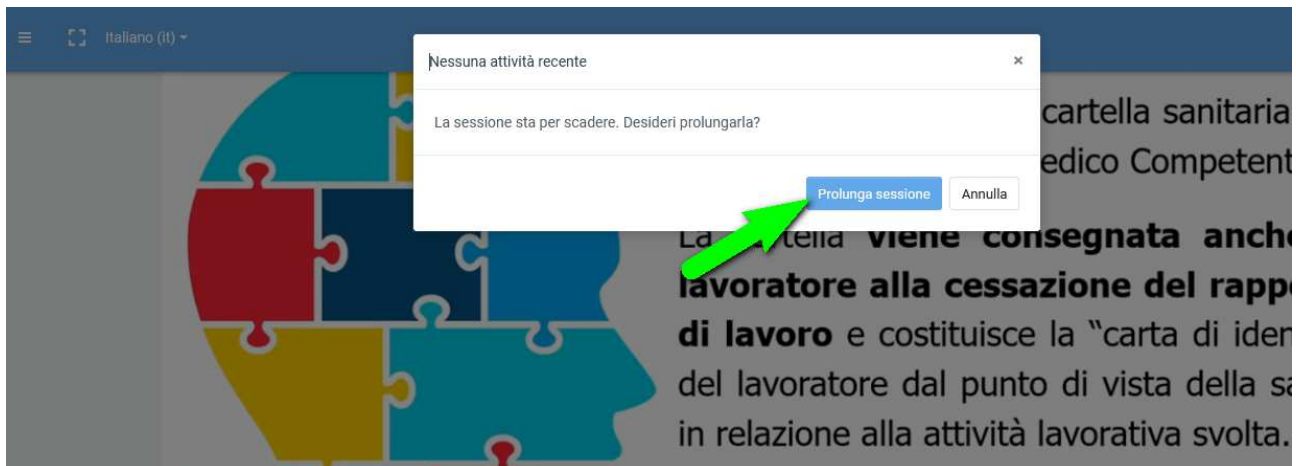 Italiano (it)
Nessuna attività recente ×
La sessione sta per scadere. Desideri prolungarla?
Prolunga sessione Annulla
cartella sanitaria
edico Competent
La viene consegnata anche
lavoratore alla cessazione del rapp
di lavoro e costituisce la “carta di iden
del lavoratore dal punto di vista della sa
in relazione alla attività lavorativa svolta.